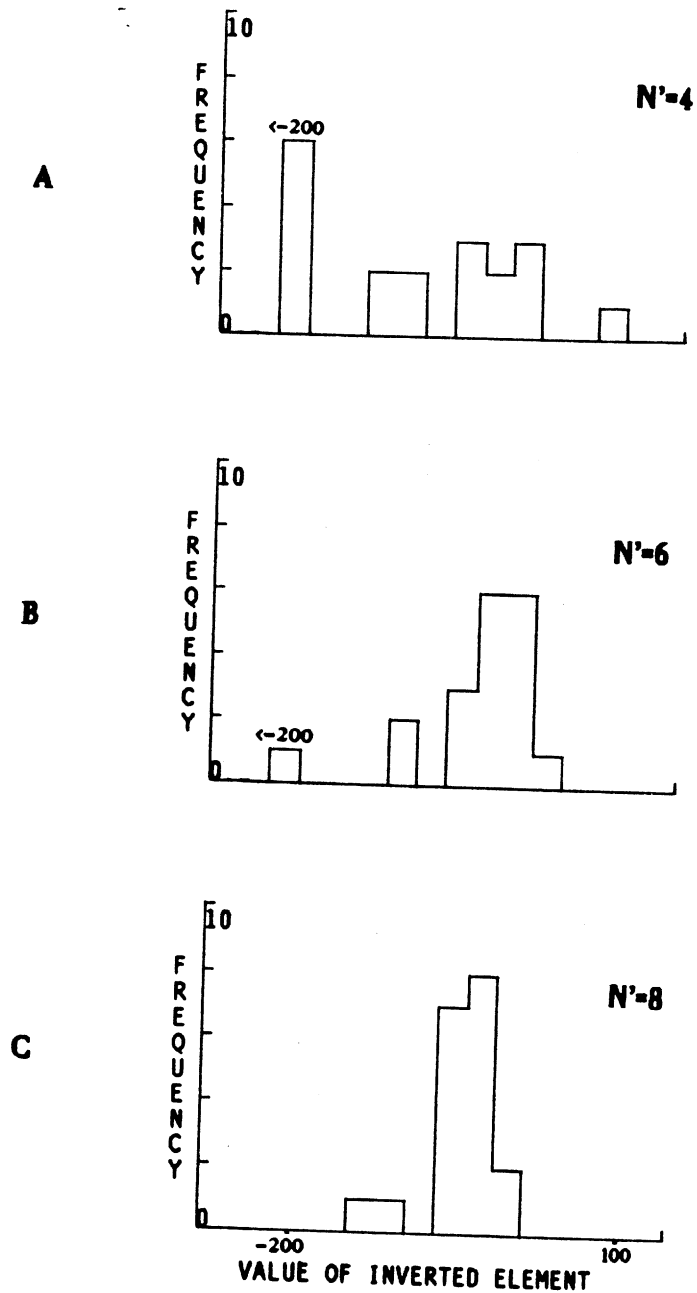 A
10
FREQUENCY
N'=4
<-200
0
B
10
FREQUENCY
N'=6
<-200
0
C
10
FREQUENCY
N'=8
0
-200 100
VALUE OF INVERTED ELEMENT